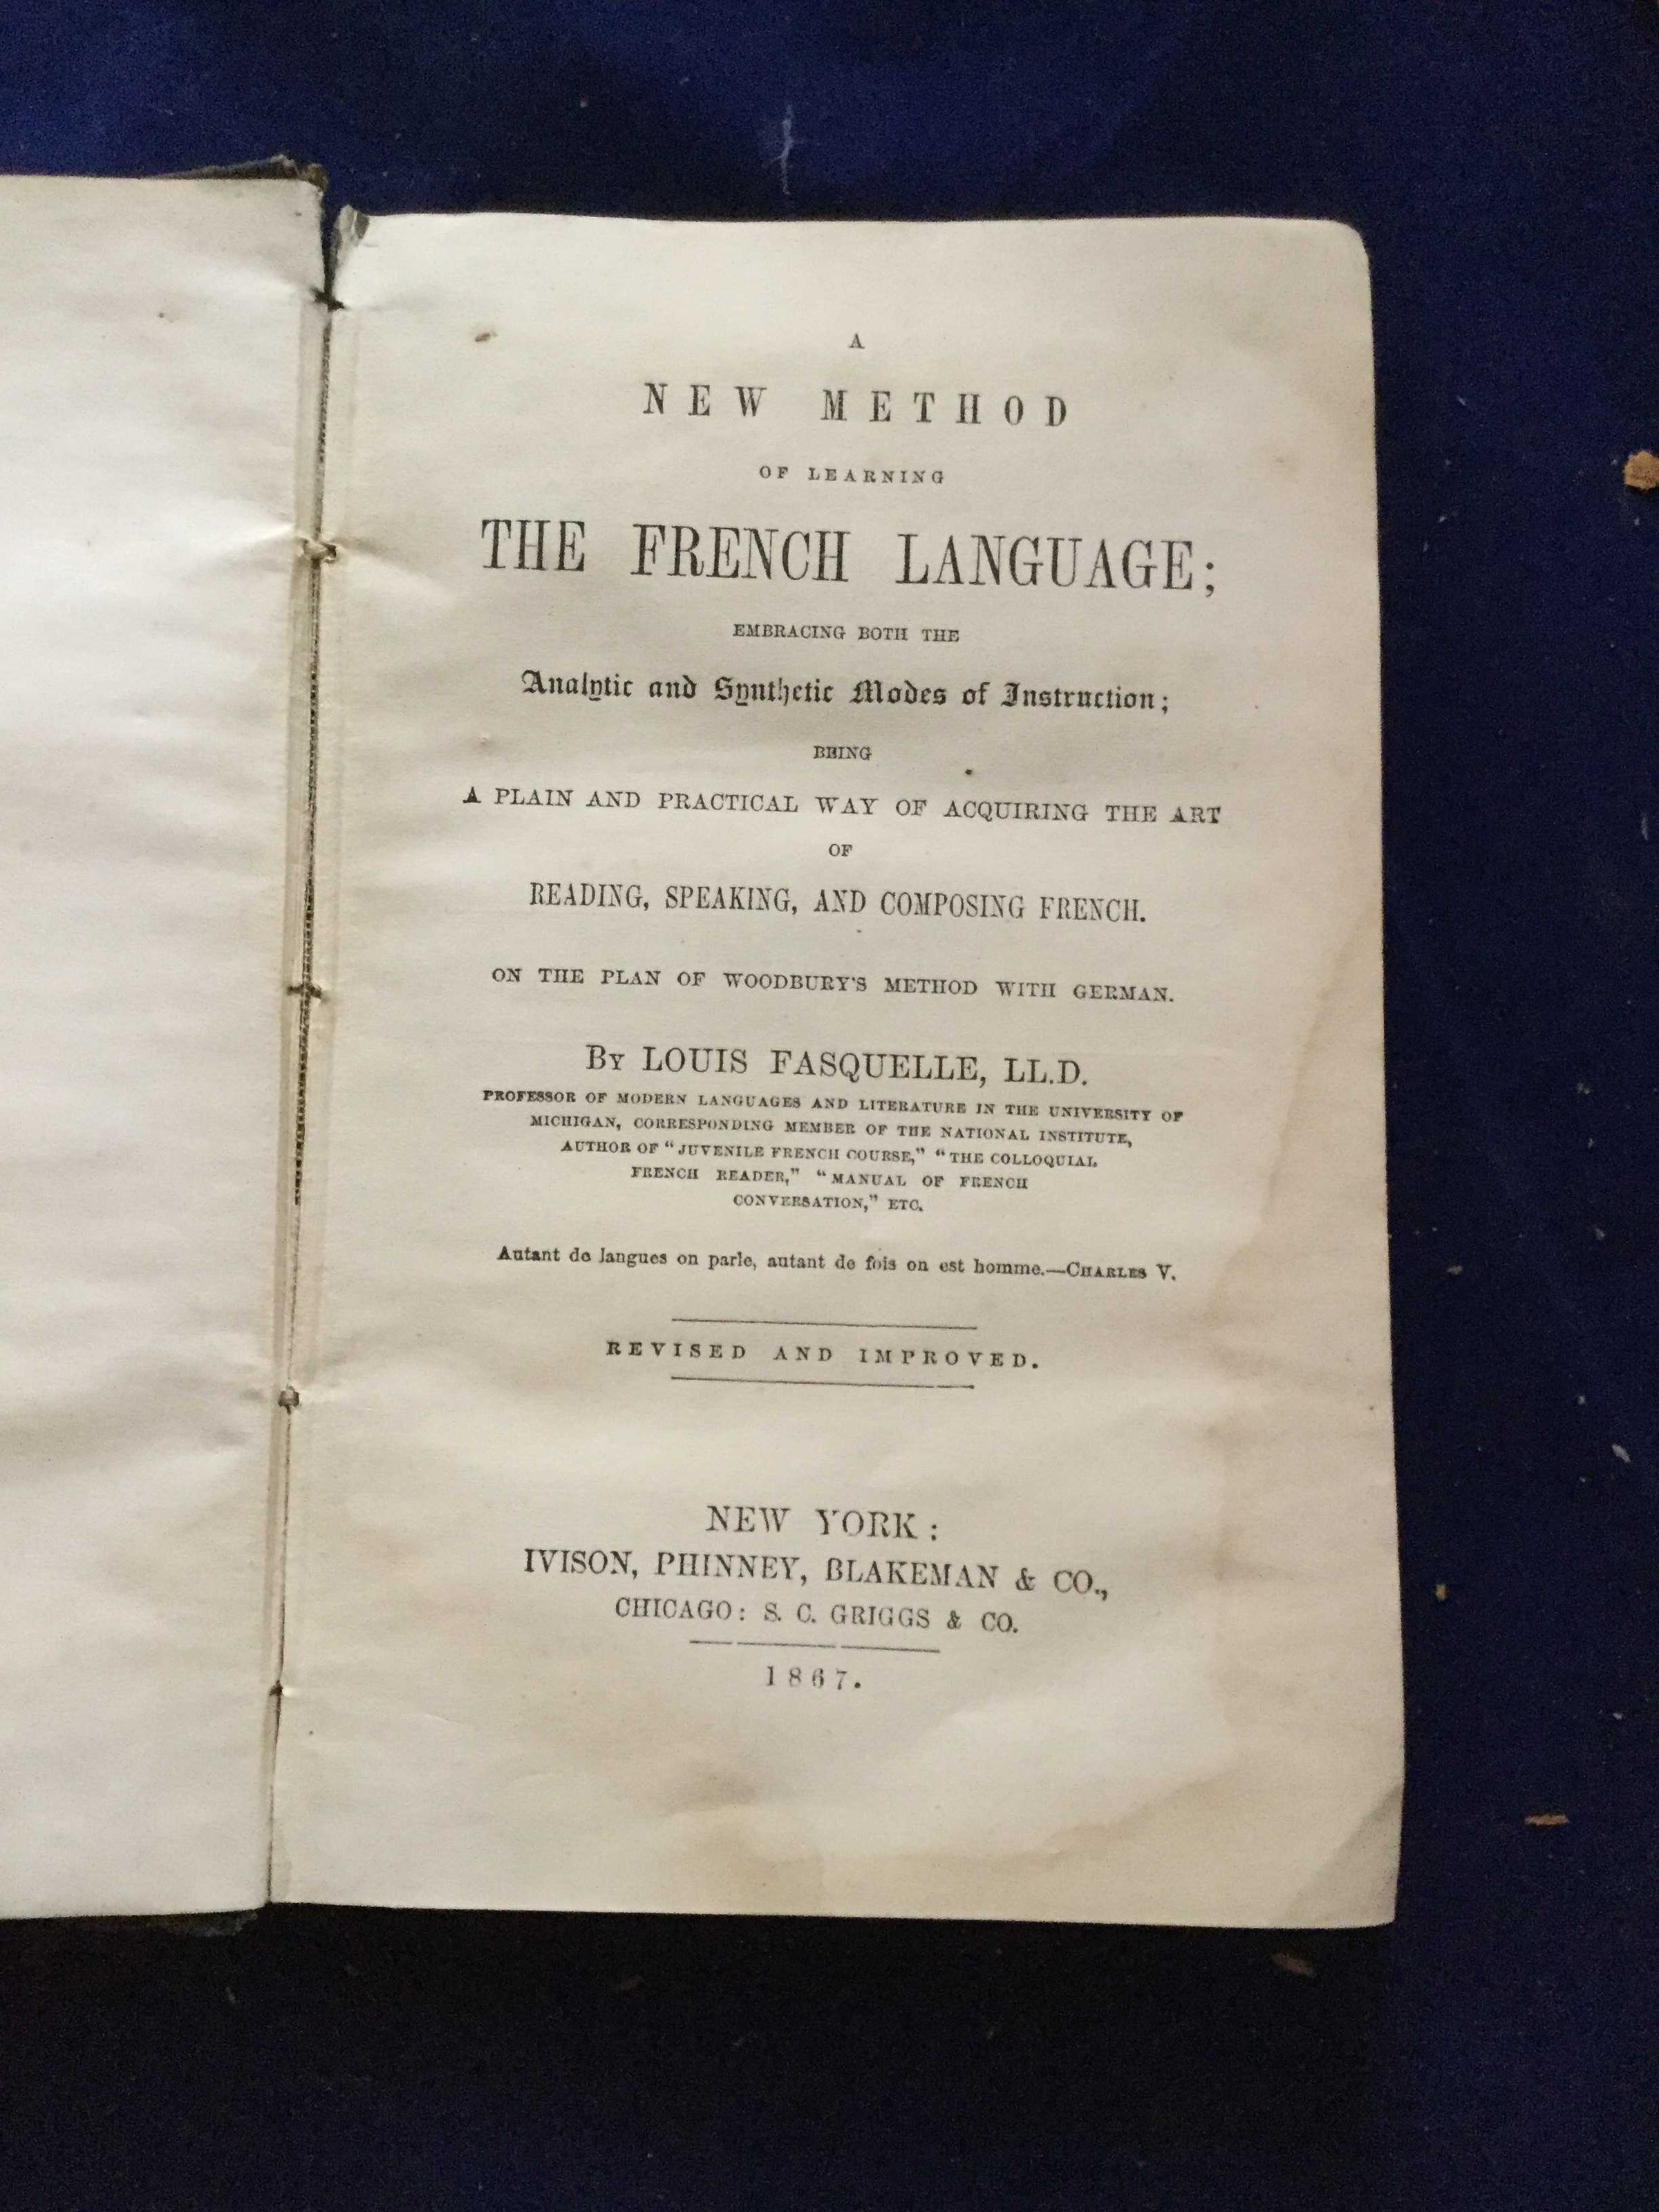 A
NEW METHOD
OF LEARNING
THE FRENCH LANGUAGE;
EMBRACING BOTH THE
Analytic and Synthetic Modes of Instruction;
BEING
A PLAIN AND PRACTICAL WAY OF ACQUIRING THE ART
OF
READING, SPEAKING, AND COMPOSING FRENCH.
ON THE PLAN OF WOODBURY'S METHOD WITH GERMAN.
By LOUIS FASQUELLE, LL.D.
PROFESSOR OF MODERN LANGUAGES AND LITERATURE IN THE UNIVERSITY OF
MICHIGAN, CORRESPONDING MEMBER OF THE NATIONAL INSTITUTE,
AUTHOR OF "JUVENILE FRENCH COURSE," "THE COLLOQUIAL
FRENCH READER," "MANUAL OF FRENCH
CONVERSATION," ETC.
Autant de langues on parle, autant de fois on est homme.—CHARLES V.
REVISED AND IMPROVED.
NEW YORK:
IVISON, PHINNEY, BLAKEMAN & CO.,
CHICAGO: S. C. GRIGGS & CO.
1867.